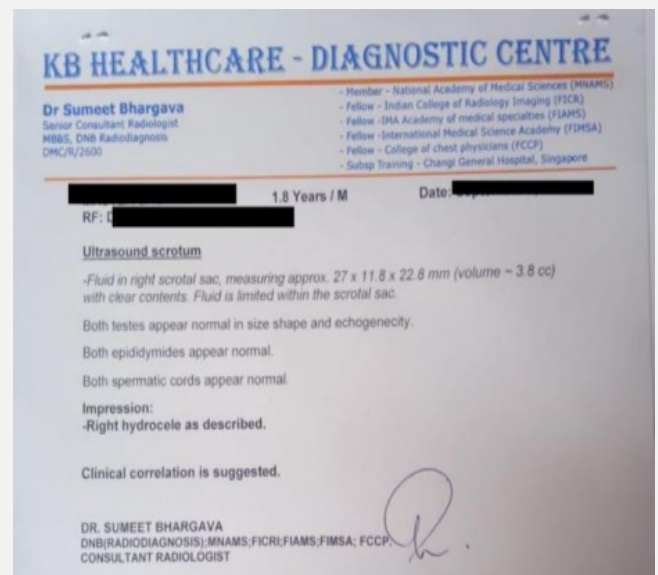 KB HEALTHCARE - DIAGNOSTIC CENTRE
Dr Sumeet Bhargava
Senior Consultant Radiologist
MBBS, DNB Radiodiagnosis
DMC/R/2600
- Member - National Academy of Medical Sciences (MNAMS)
- Fellow - Indian College of Radiology Imaging (FICR)
- Fellow -IMA Academy of medical specialties (FIAMS)
- Fellow -International Medical Science Academy (FIMSA)
- Fellow - College of chest physicians (FCCP)
- Subsp Training - Changi General Hospital, Singapore
1.8 Years / M
Date:
RF:
Ultrasound scrotum
-Fluid in right scrotal sac, measuring approx. 27 x 11.8 x 22.8 mm (volume ~ 3.8 cc)
with clear contents. Fluid is limited within the scrotal sac.
Both testes appear normal in size shape and echogenecity.
Both epididymides appear normal.
Both spermatic cords appear normal.
Impression:
-Right hydrocele as described.
Clinical correlation is suggested.
DR. SUMEET BHARGAVA
DNB(RADIODIAGNOSIS);MNAMS;FICRI;FIAMS;FIMSA; FCCP.
CONSULTANT RADIOLOGIST